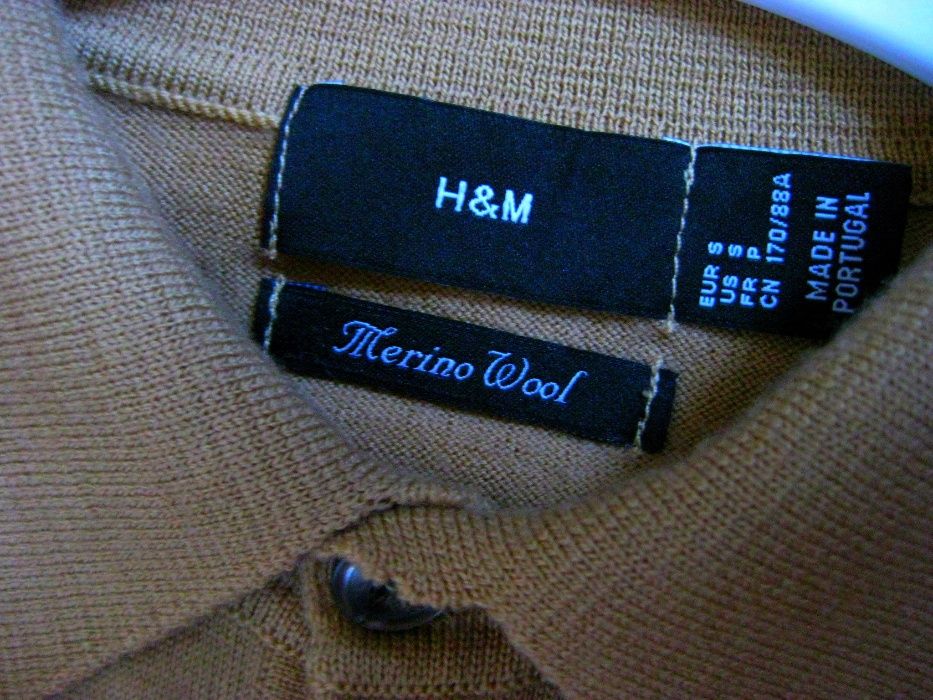 H&M
EUR S
US S
FR P
CN 170/88A
MADE IN
PORTUGAL
Merino Wool